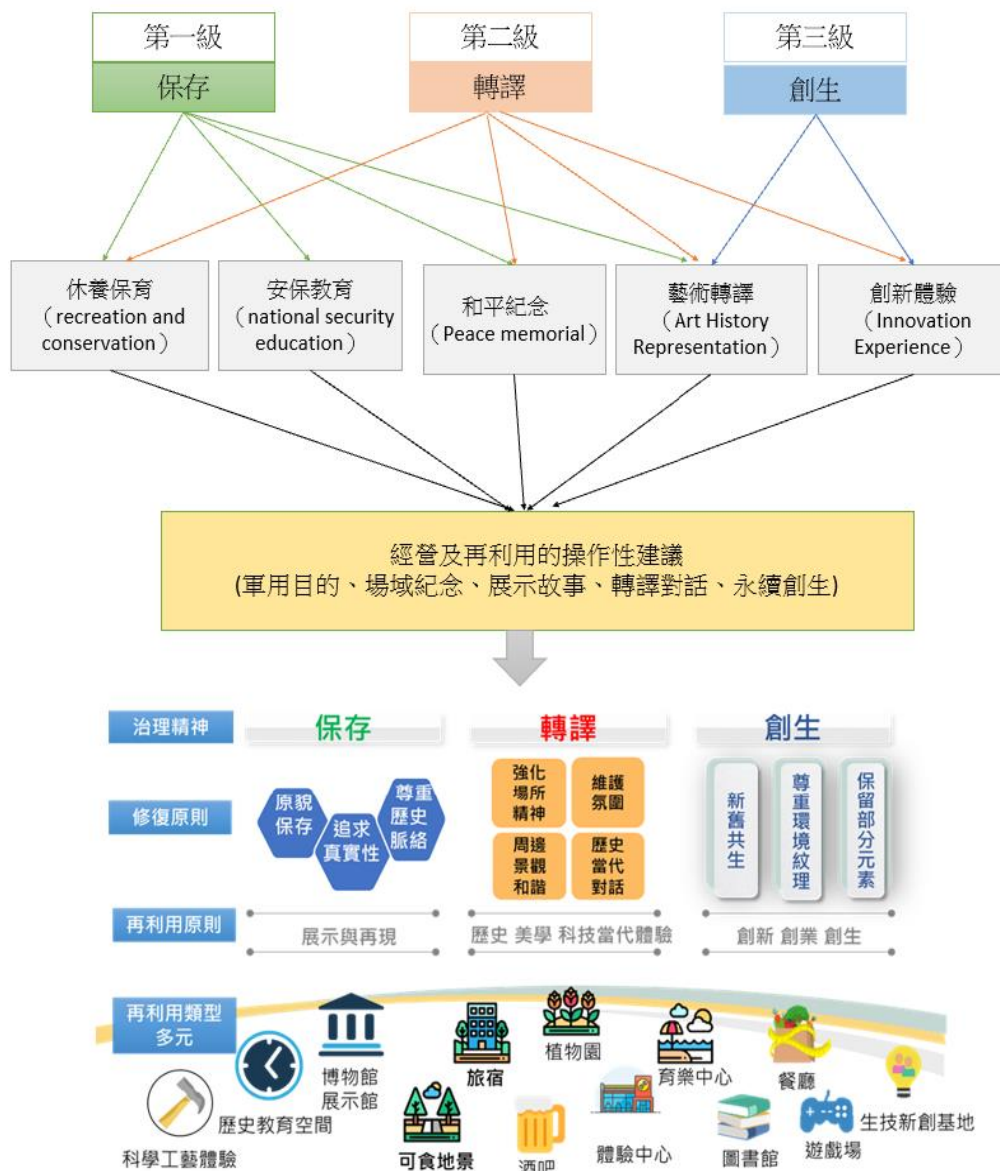 第一級
第二級
第三級
保存
轉譯
創生
休養保育
（recreation and
conservation）
安保教育
（national security
education）
和平紀念
（Peace memorial）
藝術轉譯
（Art History
Representation）
創新體驗
（Innovation
Experience）
經營及再利用的操作性建議
(軍用目的、場域紀念、展示故事、轉譯對話、永續創生)
治理精神
保存
轉譯
創生
修復原則
原貌
保存
追求
真實性
尊重
歷史
脈絡
強化
場所
精神
維護
氛圍
周邊
景觀
和諧
歷史
當代
對話
新舊共生
尊重環境紋理
保留部分元素
再利用原則
展示與再現
歷史 美學 科技當代體驗
創新 創業 創生
再利用類型
多元
科學工藝體驗
歷史教育空間
博物館
展示館
旅宿
可食地景
植物園
酒吧
體驗中心
育樂中心
圖書館
餐廳
遊戲場
生技新創基地